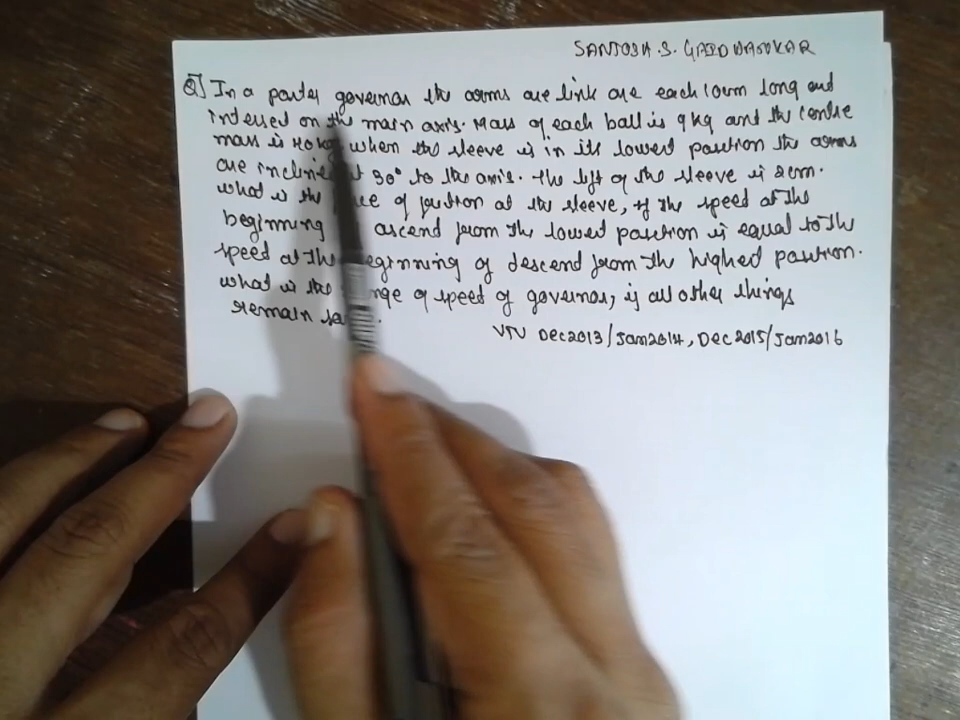 SANTOSH.S. GAIDHANKAR
Q] In a porter governor the arms are link are each 10cm long and
intersect on the main axis. Mass of each ball is 9kg and the centre
mass is 40kg when the sleeve is in its lowest position the arms
are 30° to the axis. The lift of the sleeve is 2cm.
what is the of friction at the sleeve, if the speed at the
beginning ascend from the lowest position is equal to the
speed at the beginning of descend from the highest position.
what is the of speed of governor, if all other things
remain
VTU Dec2013/Jan2014, Dec2015/Jan2016